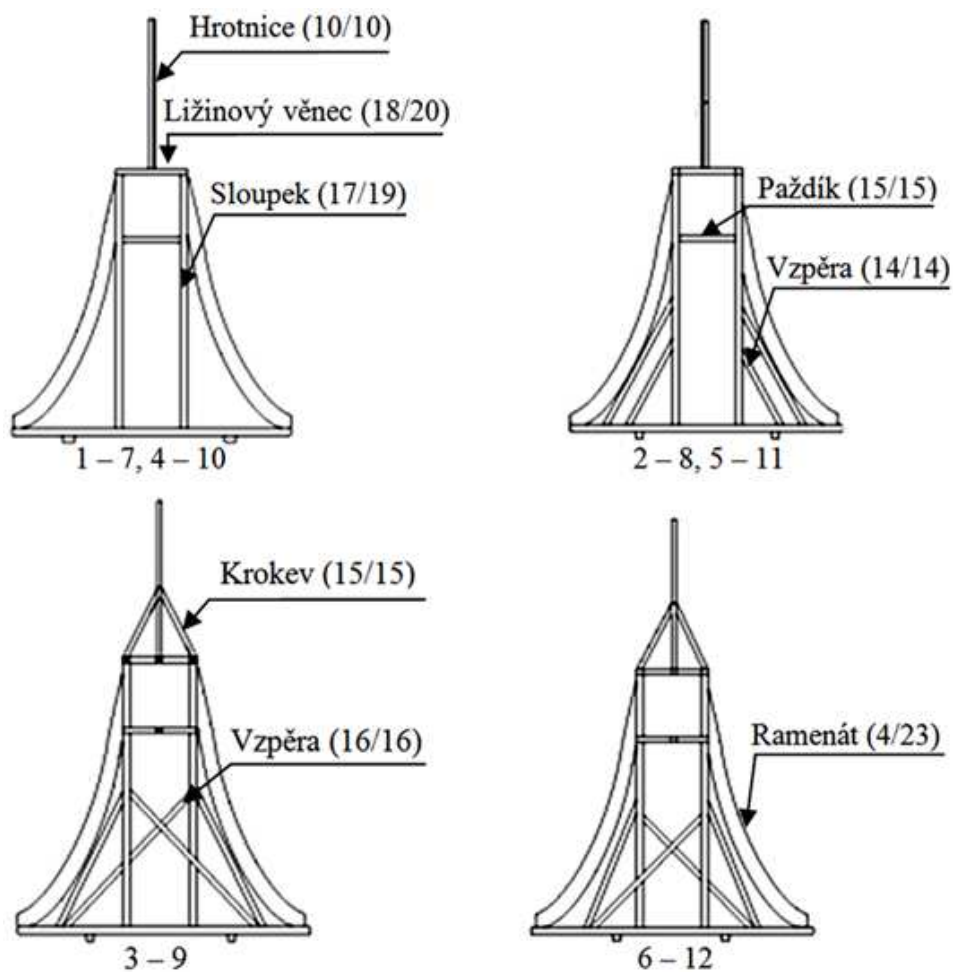 Hrotnice (10/10)
Ližinový věnec (18/20)
Sloupek (17/19)
1 – 7, 4 – 10
Paždík (15/15)
Vzpěra (14/14)
2 – 8, 5 – 11
Krokev (15/15)
Vzpěra (16/16)
3 – 9
Ramenát (4/23)
6 – 12